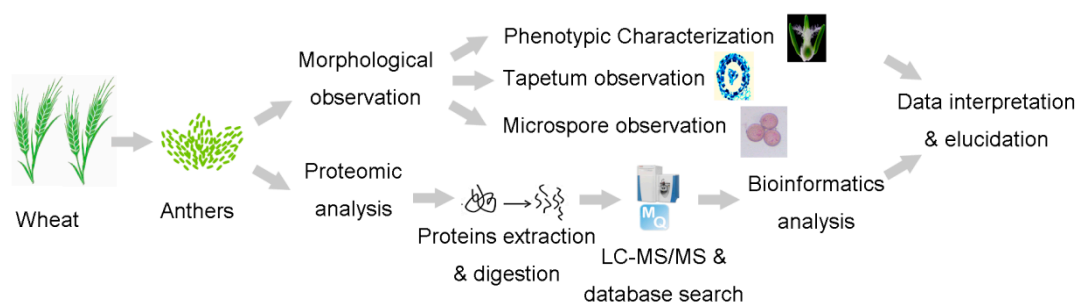 Wheat
Anthers
Morphological
observation
Phenotypic Characterization
Tapetum observation
Microspore observation
Proteomic
analysis
Proteins extraction
& digestion
MQ
LC-MS/MS &
database search
Bioinformatics
analysis
Data interpretation
& elucidation